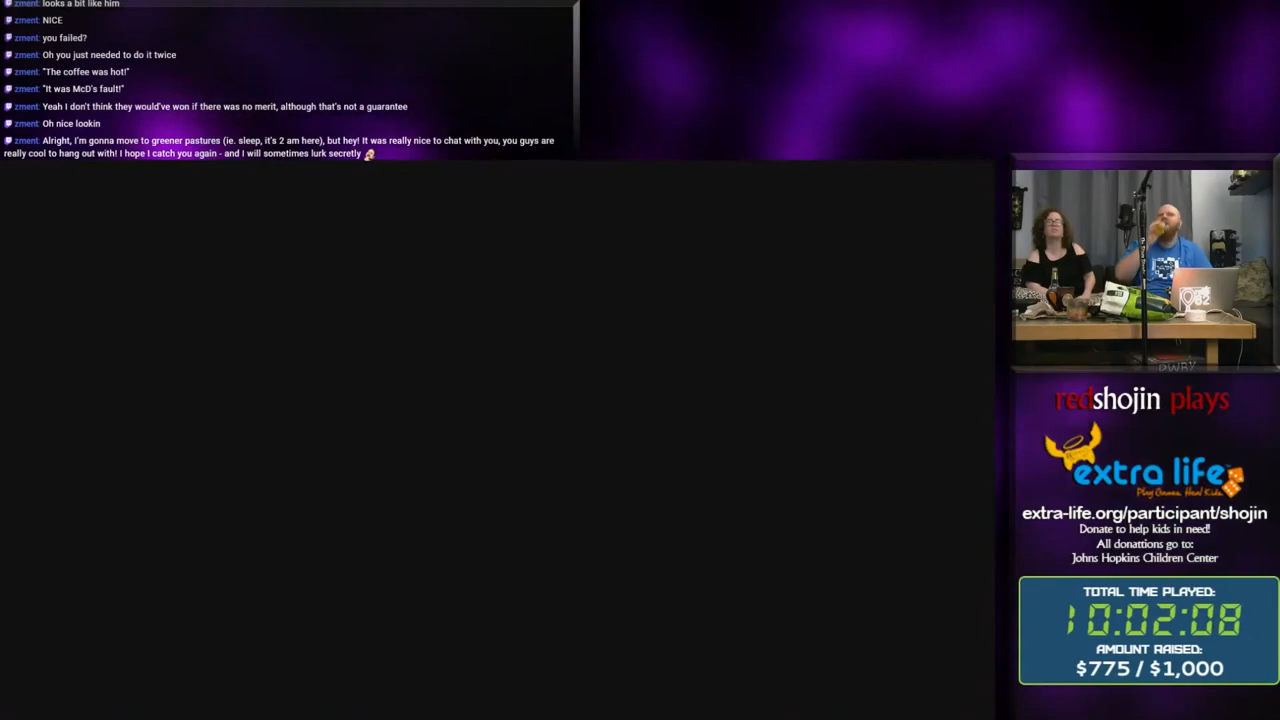 zment: looks a bit like him
zment: NICE
zment: you failed?
zment: Oh you just needed to do it twice
zment: "The coffee was hot!"
zment: "It was McD's fault!"
zment: Yeah I don't think they would've won if there was no merit, although that's not a guarantee
zment: Oh nice lookin
zment: Alright, I'm gonna move to greener pastures (ie. sleep, it's 2 am here), but hey! It was really nice to chat with you, you guys are
really cool to hang out with! I hope I catch you again - and I will sometimes lurk secretly
redshojin plays
extra life
Play Games. Heal Kids.
extra-life.org/participant/shojin
Donate to help kids in need!
All donattions go to:
Johns Hopkins Children Center
TOTAL TIME PLAYED:
10:02:08
AMOUNT RAISED:
$775 / $1,000